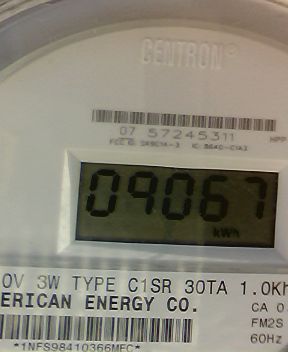 CENTRON®
07 57245311
09067
kWh
0V 3W TYPE C1SR 30TA 1.0Kh
ERICAN ENERGY CO.
CA 0.
FM2S
60Hz
*1NFS98410366MEC*